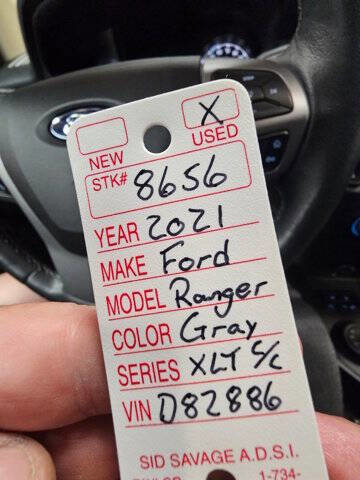 X
NEW USED
STK# 8656
YEAR 2021
MAKE Ford
MODEL Ranger
COLOR Gray
SERIES XLT S/C
VIN D82886
SID SAVAGE A.D.S.I.
1-734-